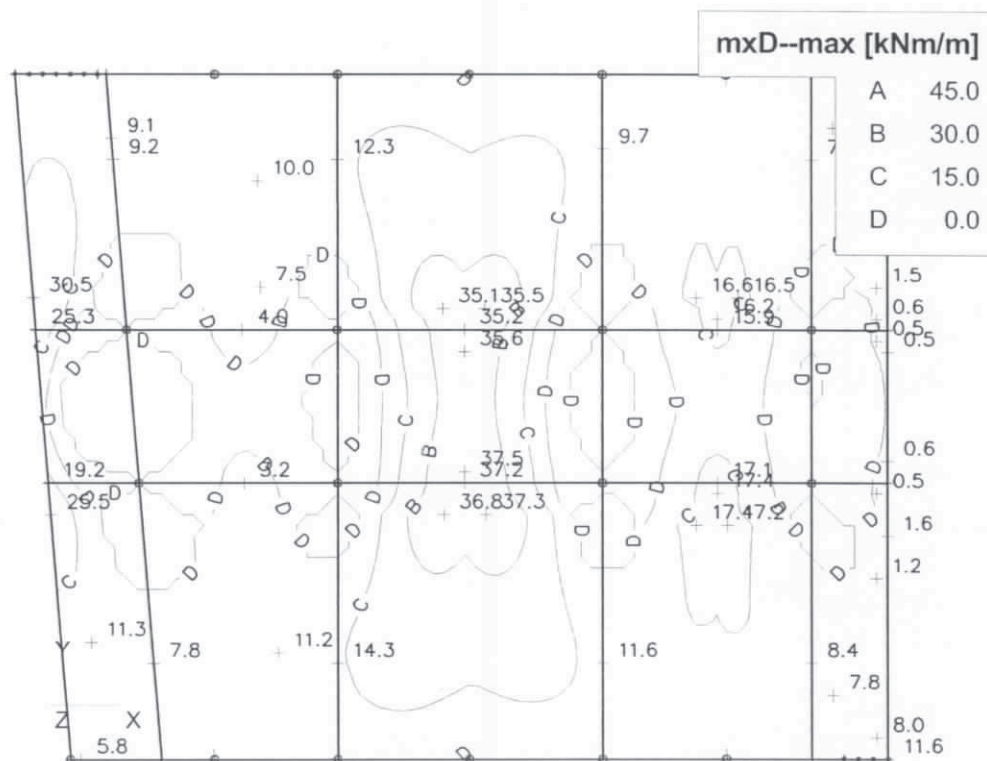 mxD--max [kNm/m]
A 45.0
B 30.0
C 15.0
D 0.0
D
9.1
9.2
10.0
12.3
9.7
C
D
D
D
D
30.5
7.5
35.1 35.5
16.6 16.5
1.5
C
D
D
B
C
16.2
0.6
25.3
4.0
35.2
15.9
D
D
D
D
D
D
D
0.5
0.5
C
D
D
35.6
B
C
D
D
D
D
D
D
D
D
D
D
C
D
D
D
B
C
D
37.5
0.6
19.2
3.2
37.2
17.1
D
D
0.5
29.5
D
D
D
D
36.8 37.3
B
C
17.4 17.2
D
1.6
D
D
D
D
D
1.2
C
D
D
C
11.3
7.8
11.2
14.3
11.6
8.4
7.8
Y
Z X
5.8
D
8.0
11.6